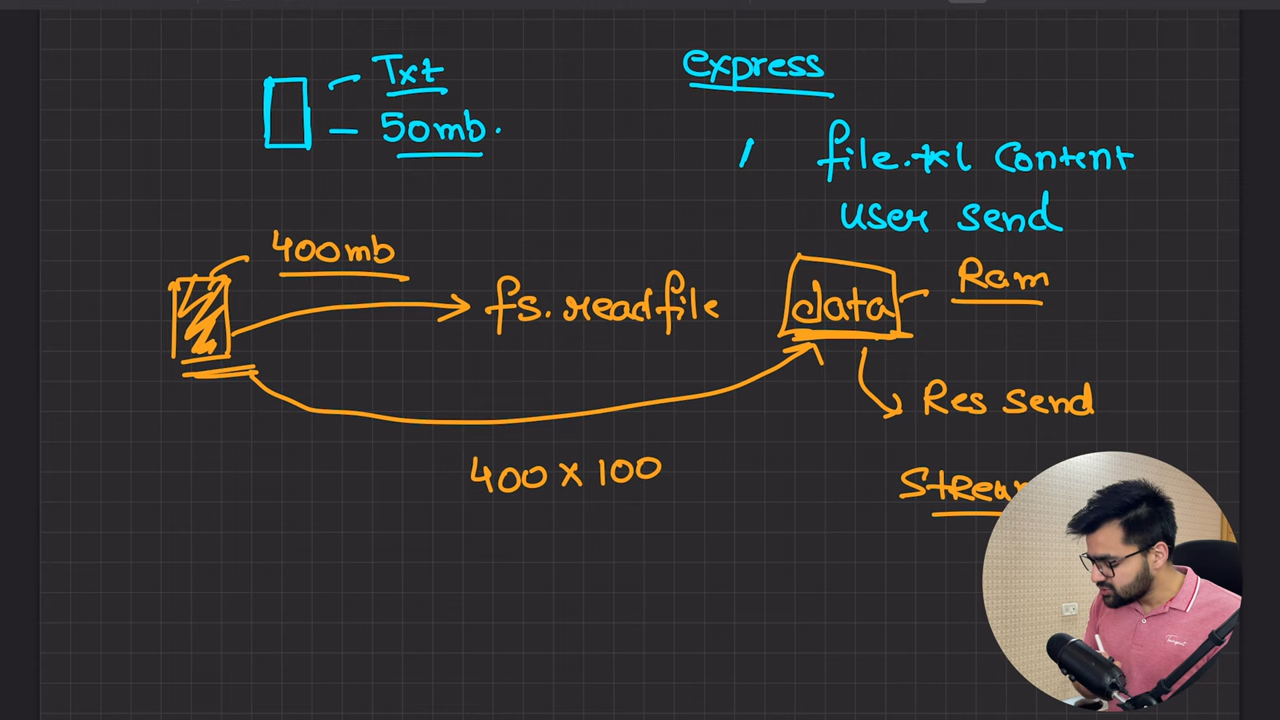 Txt
50mb.
express
/ file.txt Content
user send
400mb
fs.readfile
data
Ram
Res send
400 x 100